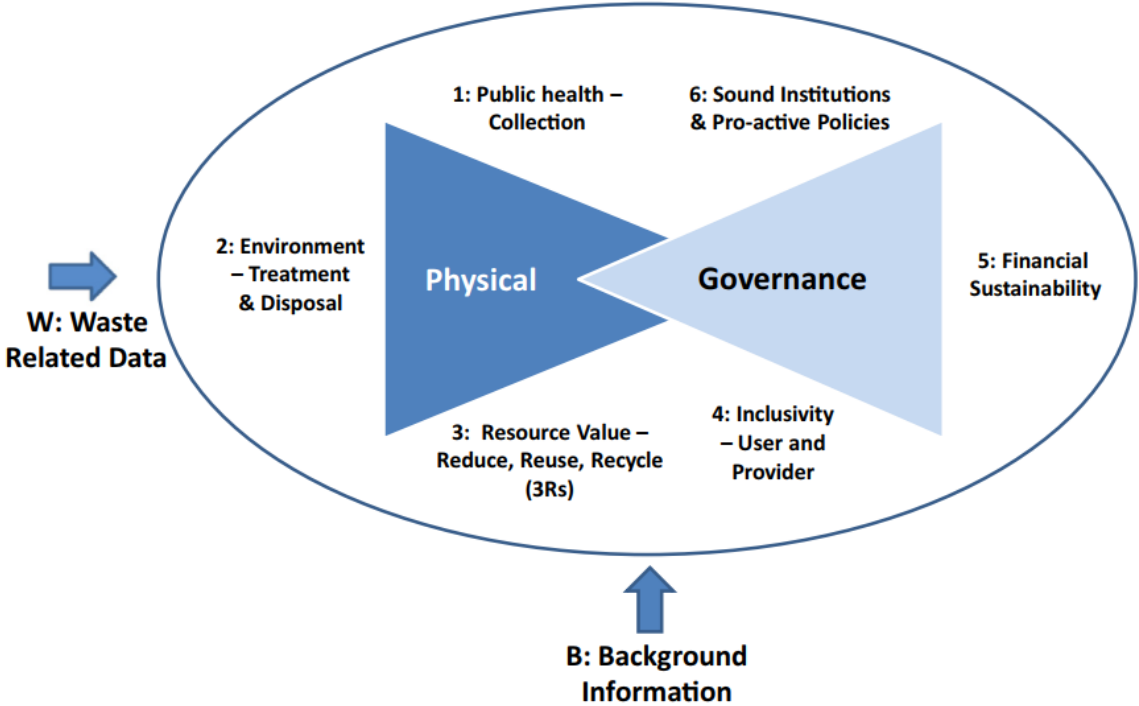 1: Public health –
Collection
6: Sound Institutions
& Pro-active Policies
2: Environment
– Treatment
& Disposal
Physical
Governance
5: Financial
Sustainability
W: Waste
Related Data
3:  Resource Value –
Reduce, Reuse, Recycle
(3Rs)
4: Inclusivity
– User and
Provider
B: Background
Information